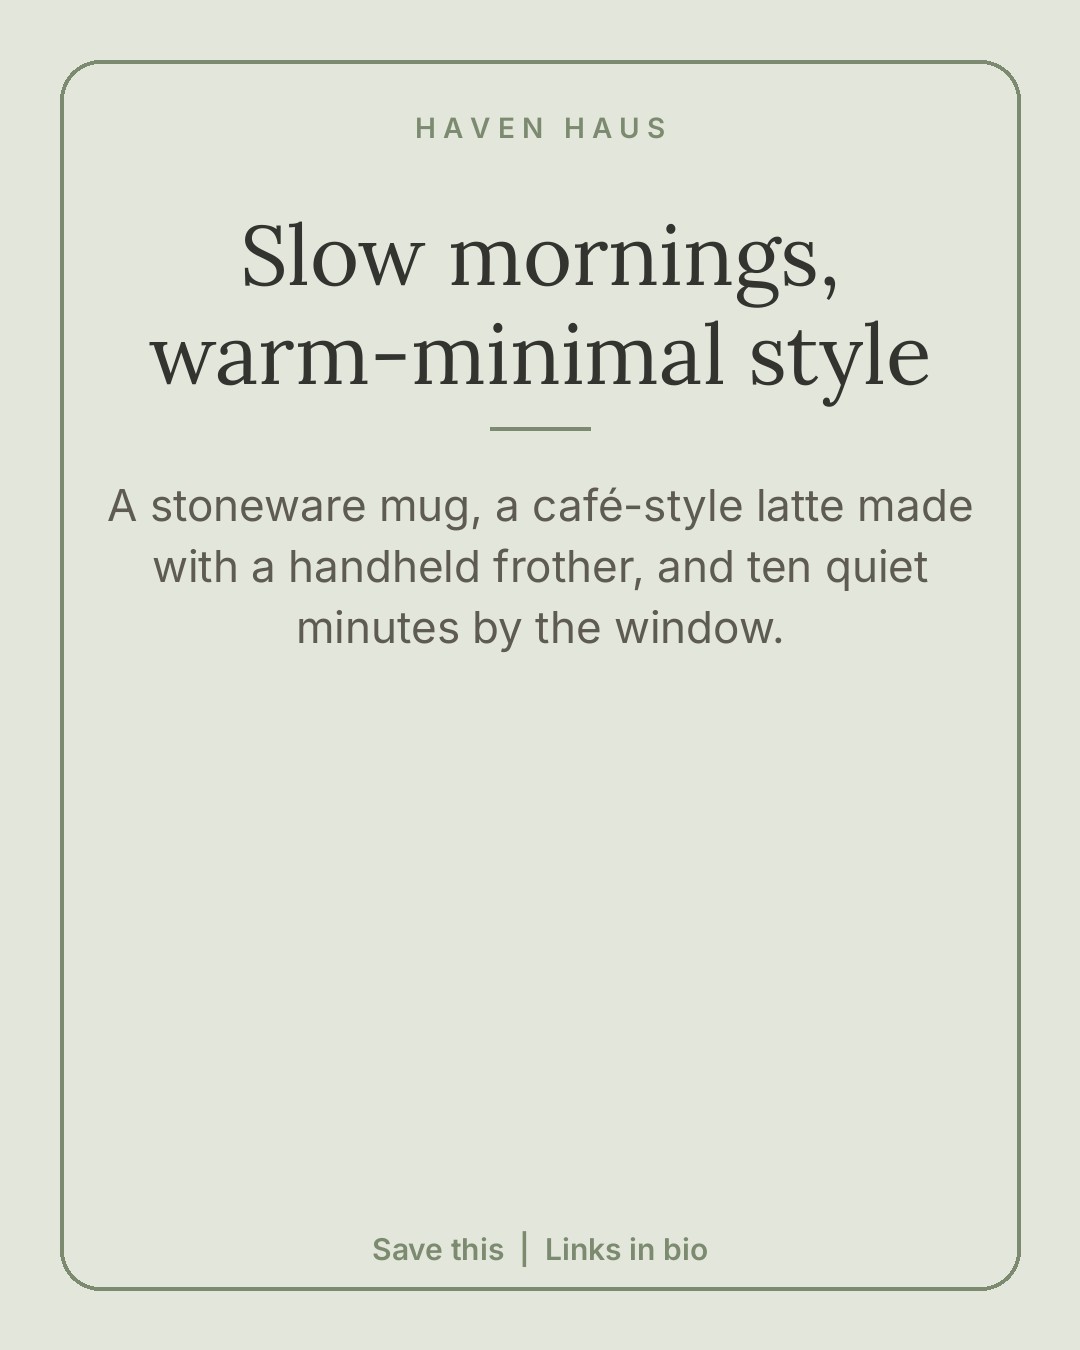 HAVEN HAUS
Slow mornings,
warm-minimal style
A stoneware mug, a café-style latte made
with a handheld frother, and ten quiet
minutes by the window.
Save this | Links in bio